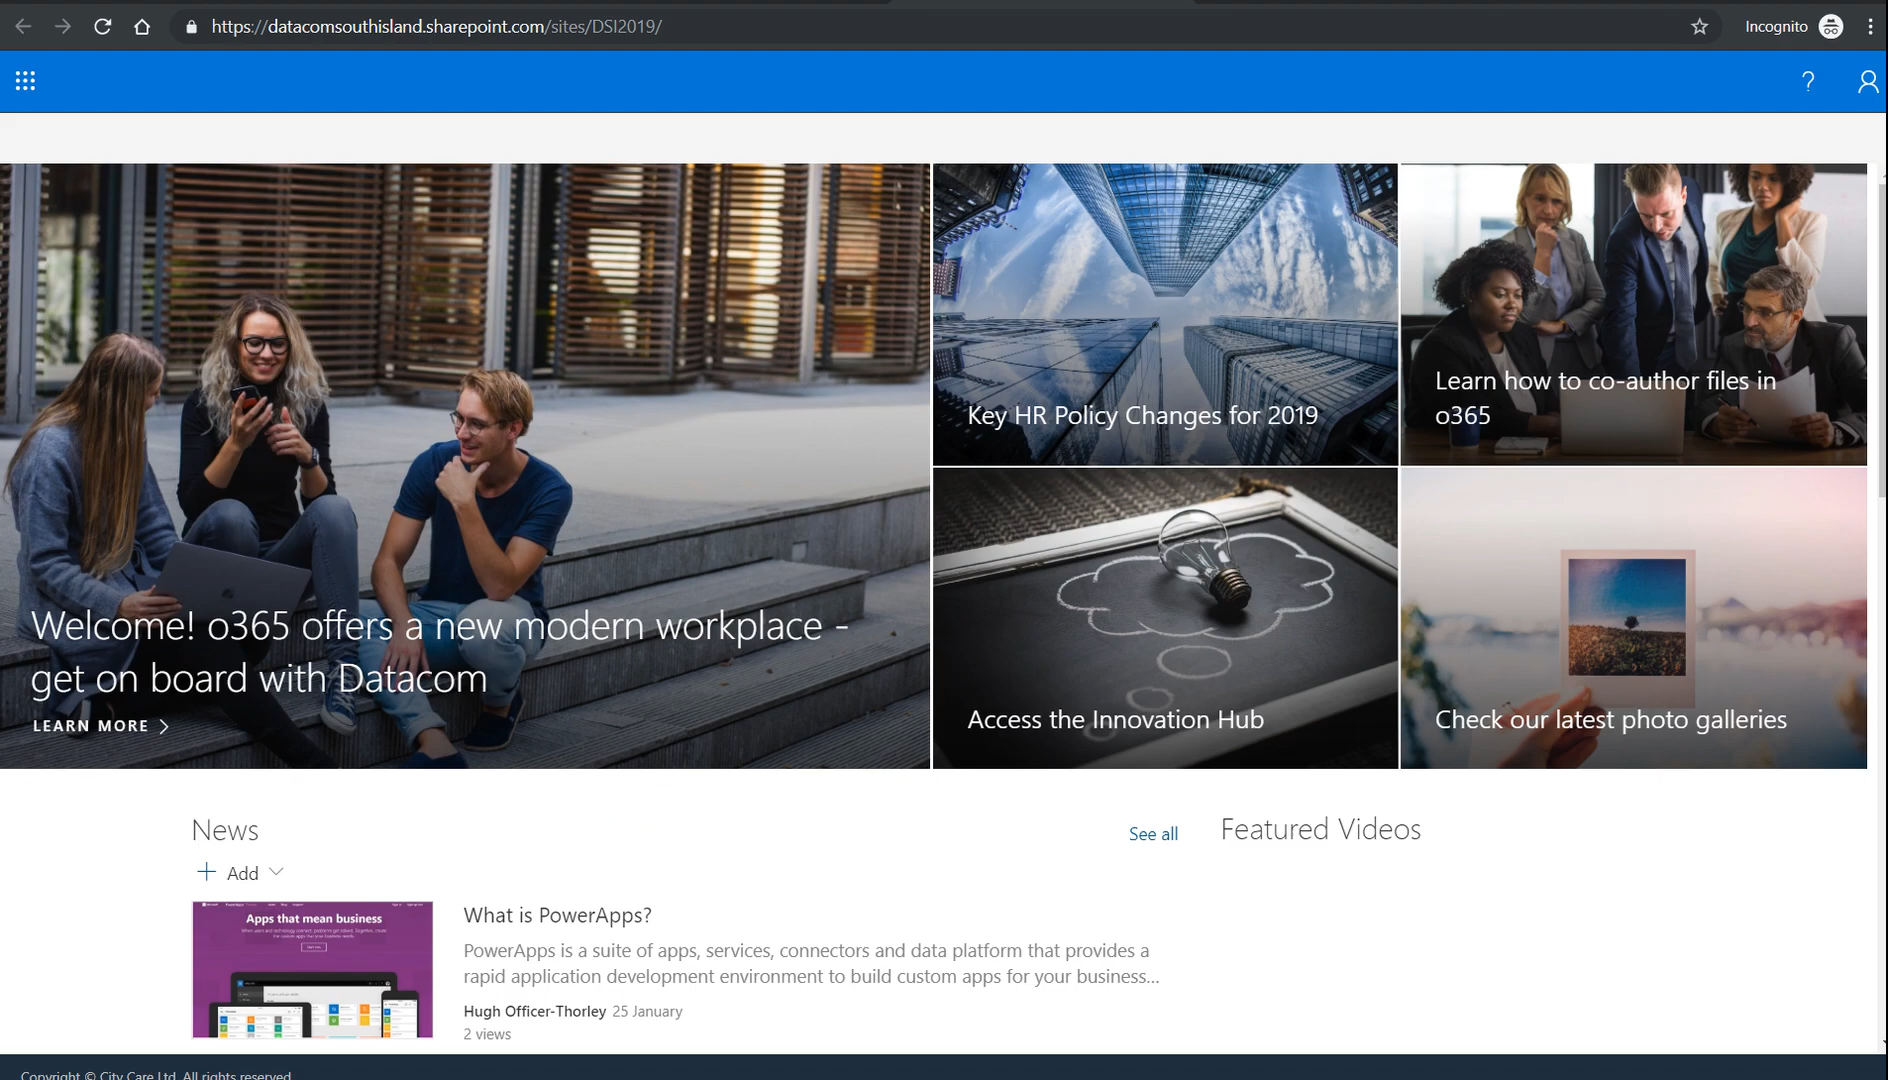 https://datacomsouthisland.sharepoint.com/sites/DSI2019/
Incognito
?
Welcome! o365 offers a new modern workplace -
get on board with Datacom
LEARN MORE
Key HR Policy Changes for 2019
Learn how to co-author files in
o365
Access the Innovation Hub
Check our latest photo galleries
News
See all
Featured Videos
Add
Apps that mean business
What is PowerApps?
PowerApps is a suite of apps, services, connectors and data platform that provides a
rapid application development environment to build custom apps for your business...
Hugh Officer-Thorley 25 January
2 views
Copyright © City Care Ltd. All rights reserved